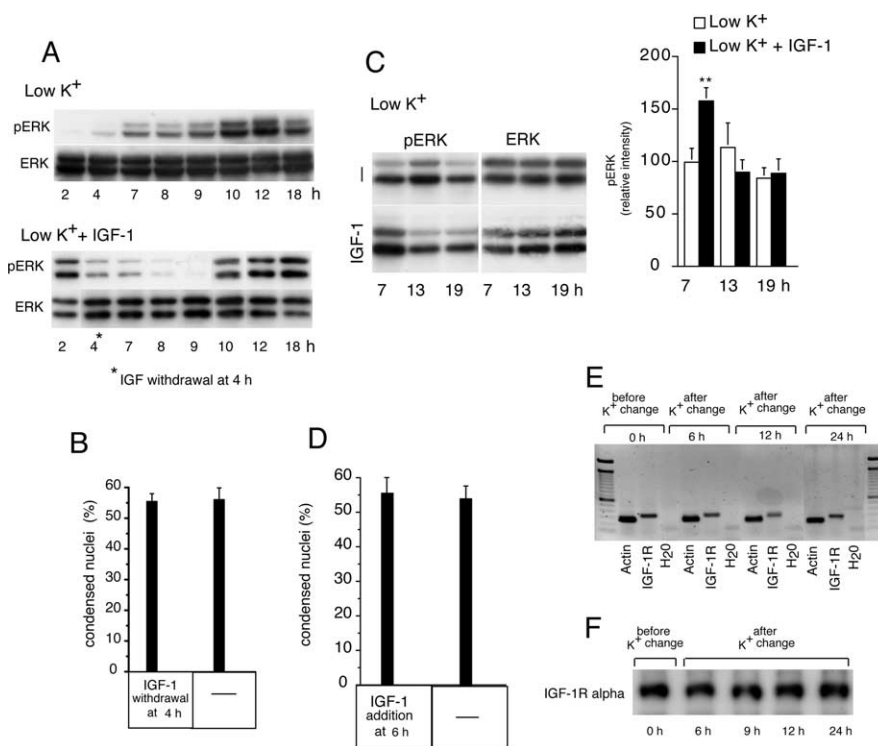 A
Low K+
pERK
ERK
2 4 7 8 9 10 12 18 h
Low K+ + IGF-1
pERK
ERK
2 4* 7 8 9 10 12 18 h
* IGF withdrawal at 4 h
C
Low K+
pERK ERK
—
IGF-1
7 13 19 7 13 19 h
Low K+
Low K+ + IGF-1
200
150
100
50
0
pERK
(relative intensity)
**
7 13 19 h
B
condensed nuclei (%)
60
50
40
30
20
10
0
IGF-1
withdrawal
at 4 h
—
D
condensed nuclei (%)
60
50
40
30
20
10
0
IGF-1
addition
at 6 h
—
E
K+ before change K+ after change K+ after change K+ after change
0 h 6 h 12 h 24 h
Actin IGF-1R H20 Actin IGF-1R H20 Actin IGF-1R H20 Actin IGF-1R H20
F
K+ before change K+ after change
IGF-1R alpha
0 h 6 h 9 h 12 h 24 h